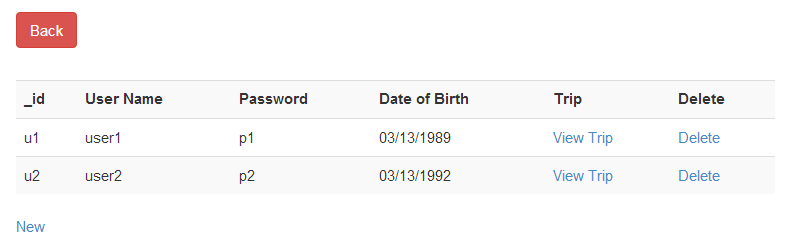 Back
_id User Name Password Date of Birth Trip Delete
u1 user1 p1 03/13/1989 View Trip Delete
u2 user2 p2 03/13/1992 View Trip Delete
New